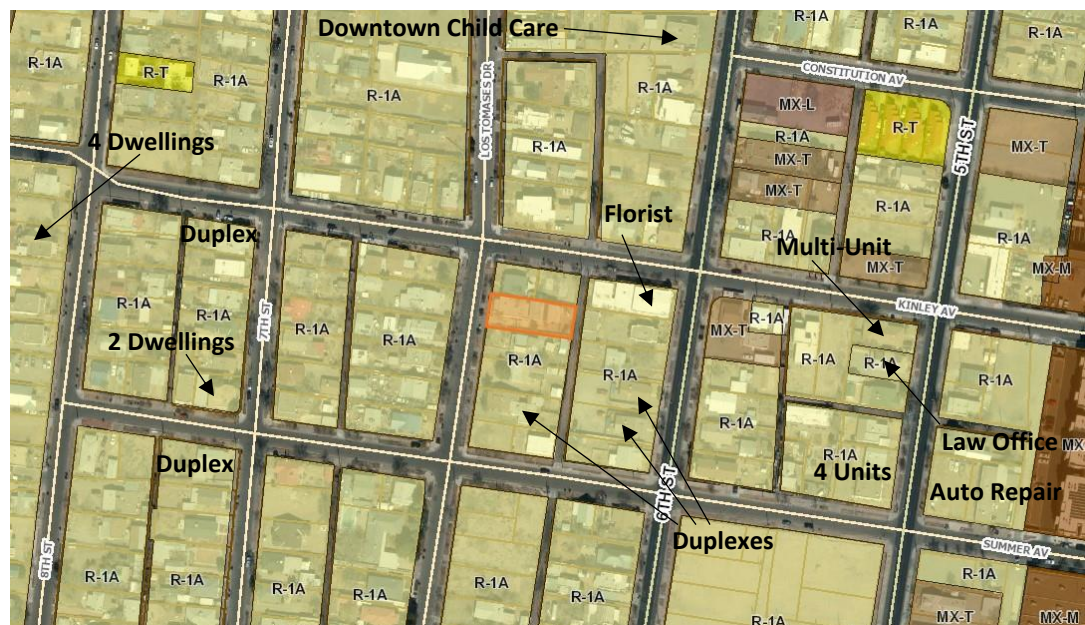 Downtown Child Care
R-1A
R-1A
R-1A
R-T
R-1A
R-1A
R-1A
CONSTITUTION AV
LOS TOMASES DR
MX-L
R-T
R-1A
MX-T
5TH ST
MX-T
4 Dwellings
R-1A
MX-T
R-1A
Florist
Duplex
R-1A
Multi-Unit
R-1A
MX-T
MX-M
R-1A
R-1A
7TH ST
R-1A
R-1A
KINLEY AV
R-1A
MX-T
2 Dwellings
R-1A
R-1A
R-1A
R-1A
R-1A
R-1A
Law Office
MX
Duplex
R-1A
4 Units
6TH ST
Auto Repair
Duplexes
SUMMER AV
8TH ST
R-1A
R-1A
R-1A
R-1A
R-1A
R-1A
R-1A
R-1A
MX-T
MX-M